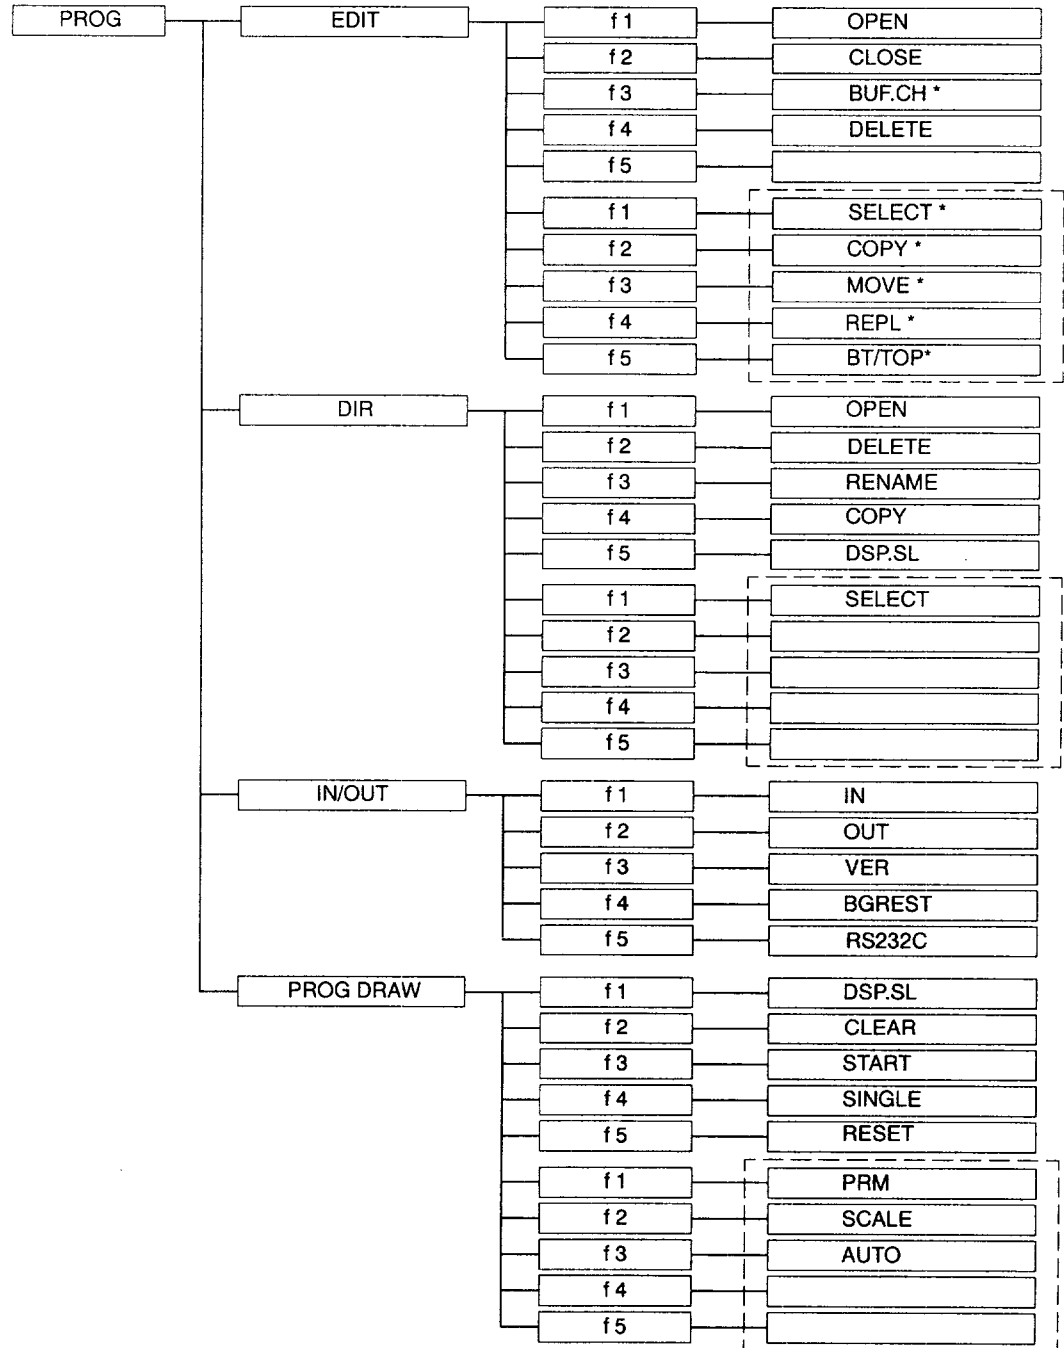 PROG EDIT f1 OPEN
f2 CLOSE
f3 BUF.CH *
f4 DELETE
f5
f1 SELECT *
f2 COPY *
f3 MOVE *
f4 REPL *
f5 BT/TOP*
DIR f1 OPEN
f2 DELETE
f3 RENAME
f4 COPY
f5 DSP.SL
f1 SELECT
f2
f3
f4
f5
IN/OUT f1 IN
f2 OUT
f3 VER
f4 BGREST
f5 RS232C
PROG DRAW f1 DSP.SL
f2 CLEAR
f3 START
f4 SINGLE
f5 RESET
f1 PRM
f2 SCALE
f3 AUTO
f4
f5